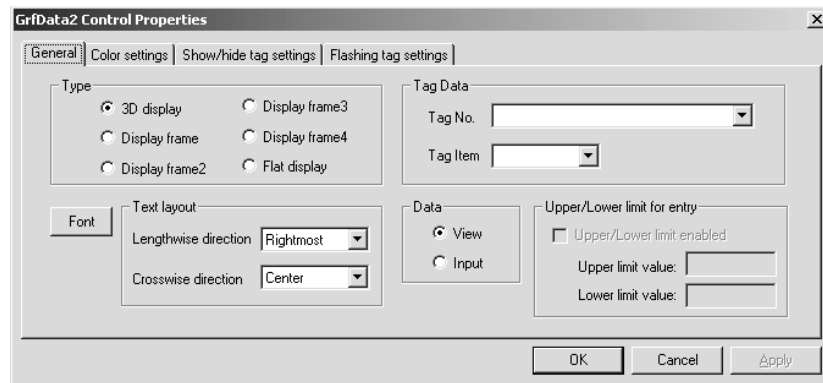 GrfData2 Control Properties
General Color settings Show/hide tag settings Flashing tag settings
Type
3D display
Display frame
Display frame2
Display frame3
Display frame4
Flat display
Tag Data
Tag No.
Tag Item
Font
Text layout
Lengthwise direction Rightmost
Crosswise direction Center
Data
View
Input
Upper/Lower limit for entry
Upper/Lower limit enabled
Upper limit value:
Lower limit value:
OK Cancel Apply